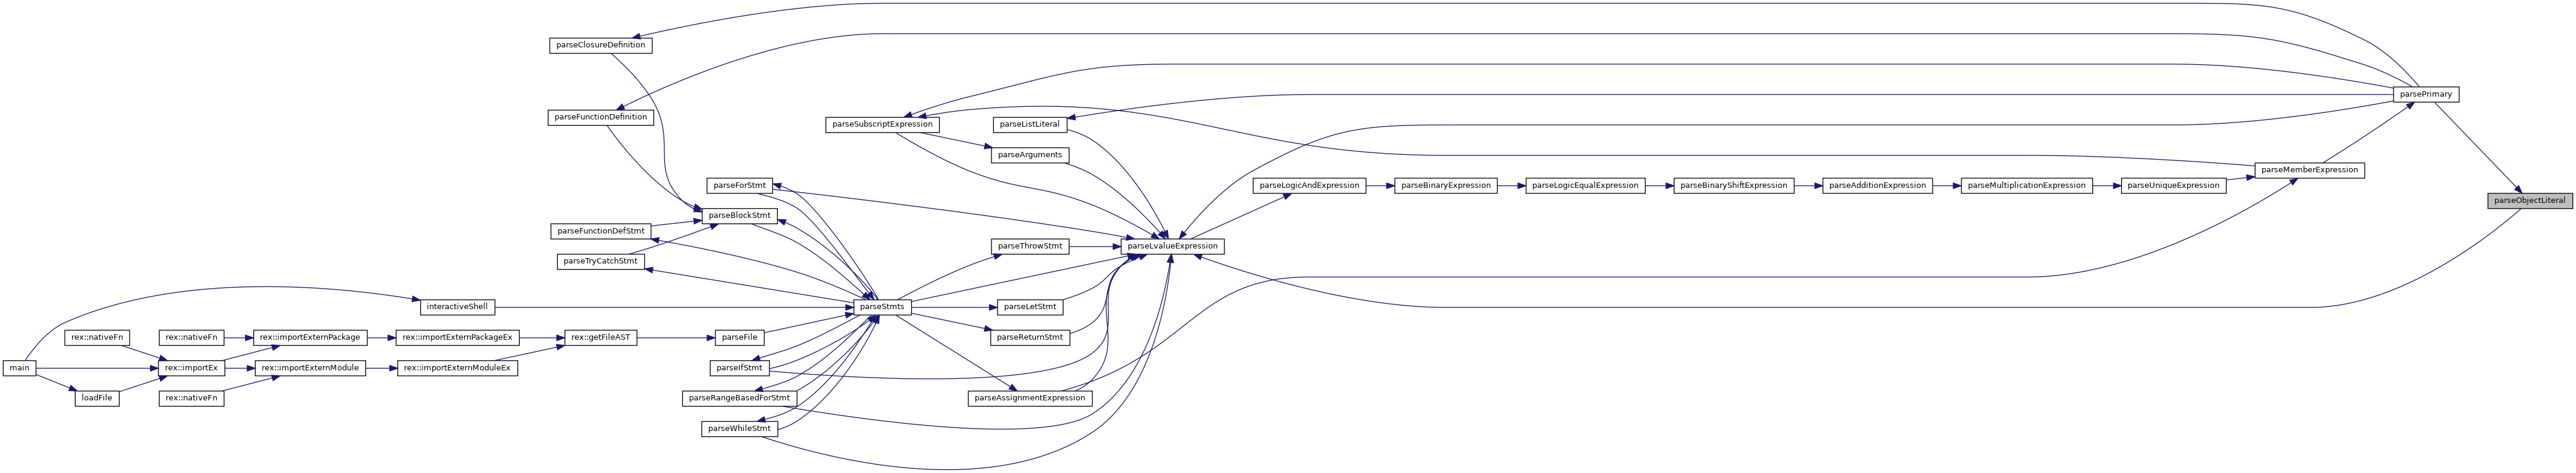 parseClosureDefinition
parsePrimary
parseFunctionDefinition
parseSubscriptExpression
parseListLiteral
parseArguments
parseMemberExpression
parseForStmt
parseLogicAndExpression
parseBinaryExpression
parseLogicEqualExpression
parseBinaryShiftExpression
parseAdditionExpression
parseMultiplicationExpression
parseUniqueExpression
parseObjectLiteral
parseBlockStmt
parseFunctionDefStmt
parseThrowStmt
parseLvalueExpression
parseTryCatchStmt
interactiveShell
parseStmts
parseLetStmt
rex::nativeFn
rex::nativeFn
rex::importExternPackage
rex::importExternPackageEx
rex::getFileAST
parseFile
parseReturnStmt
main
rex::importEx
rex::importExternModule
rex::importExternModuleEx
parseIfStmt
loadFile
rex::nativeFn
parseRangeBasedForStmt
parseAssignmentExpression
parseWhileStmt